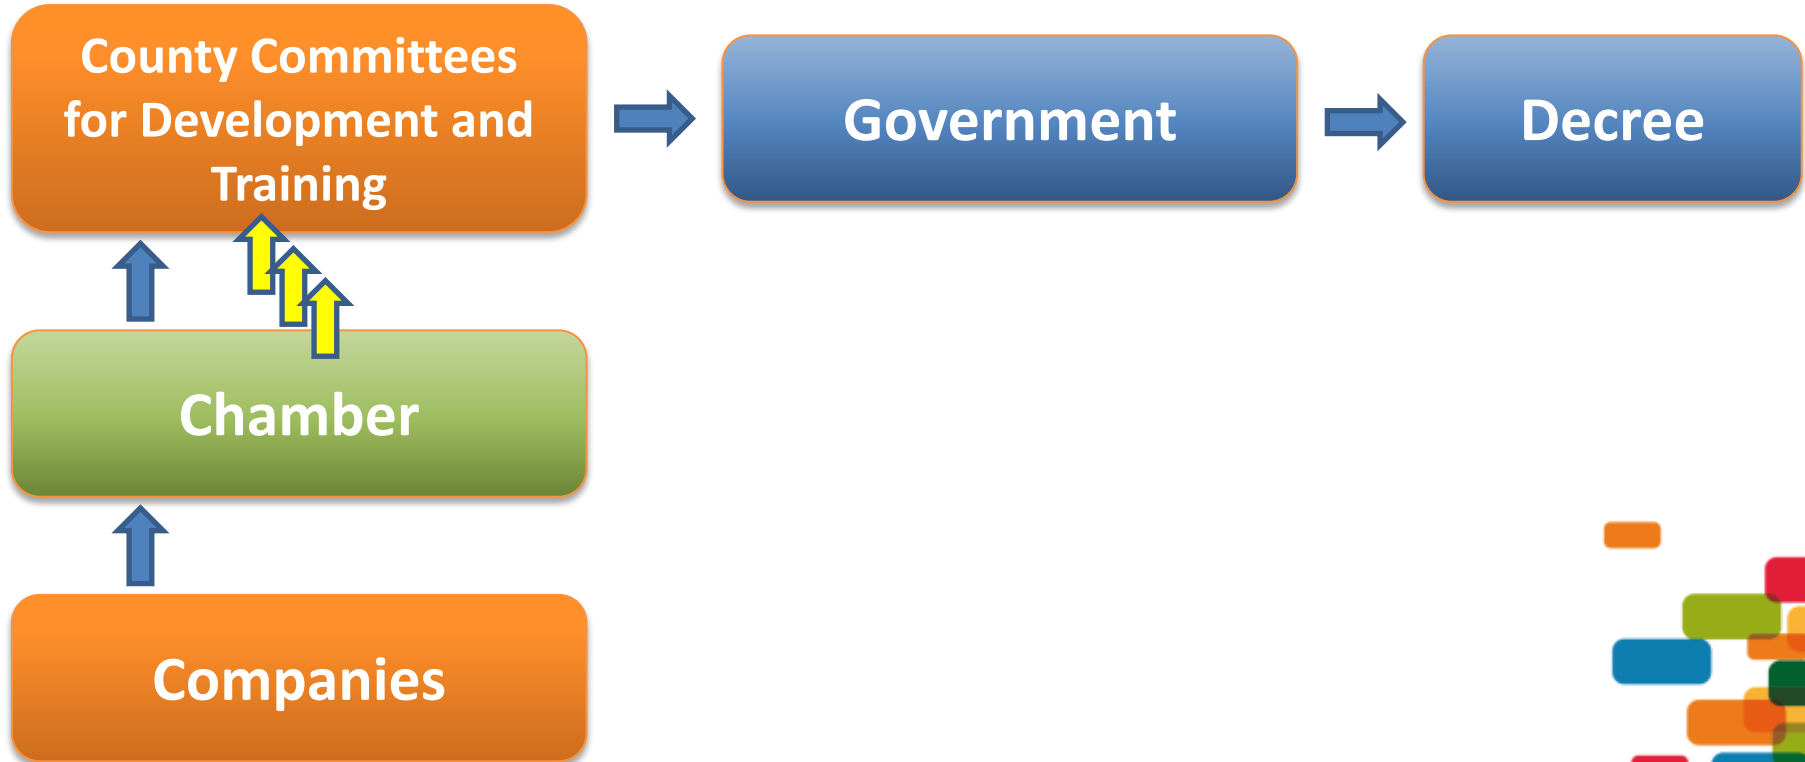 County Committees
for Development and
Training
Government
Decree
Chamber
Companies